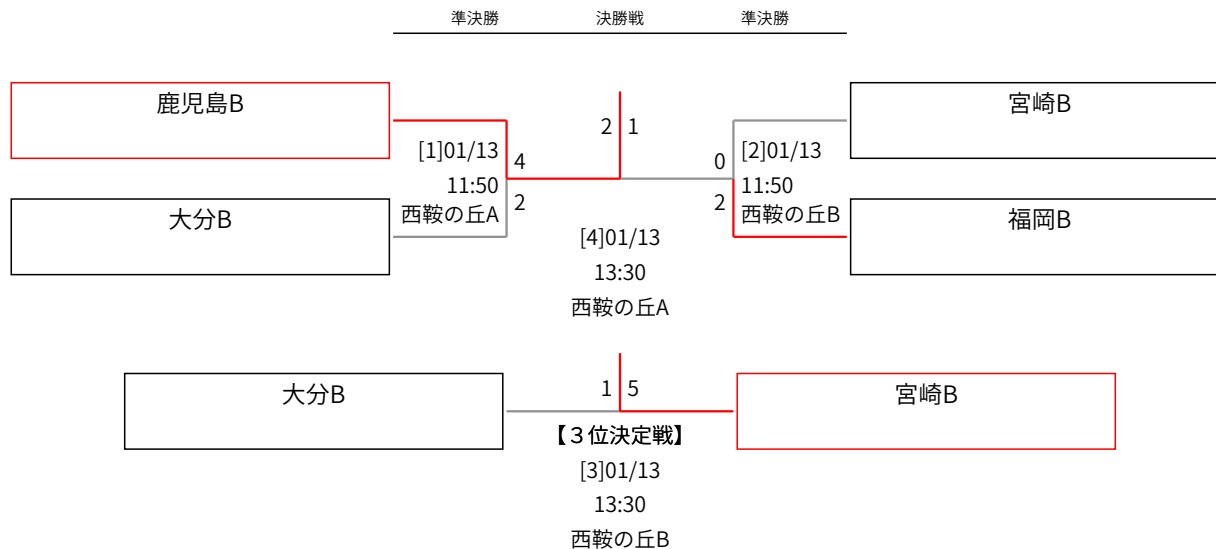 準決勝 決勝戦 準決勝
鹿児島B
宮崎B
2 1
[1]01/13
11:50
西鞍の丘A
4
2
0
2
[2]01/13
11:50
西鞍の丘B
大分B
福岡B
[4]01/13
13:30
西鞍の丘A
大分B
1 5
宮崎B
【３位決定戦】
[3]01/13
13:30
西鞍の丘B